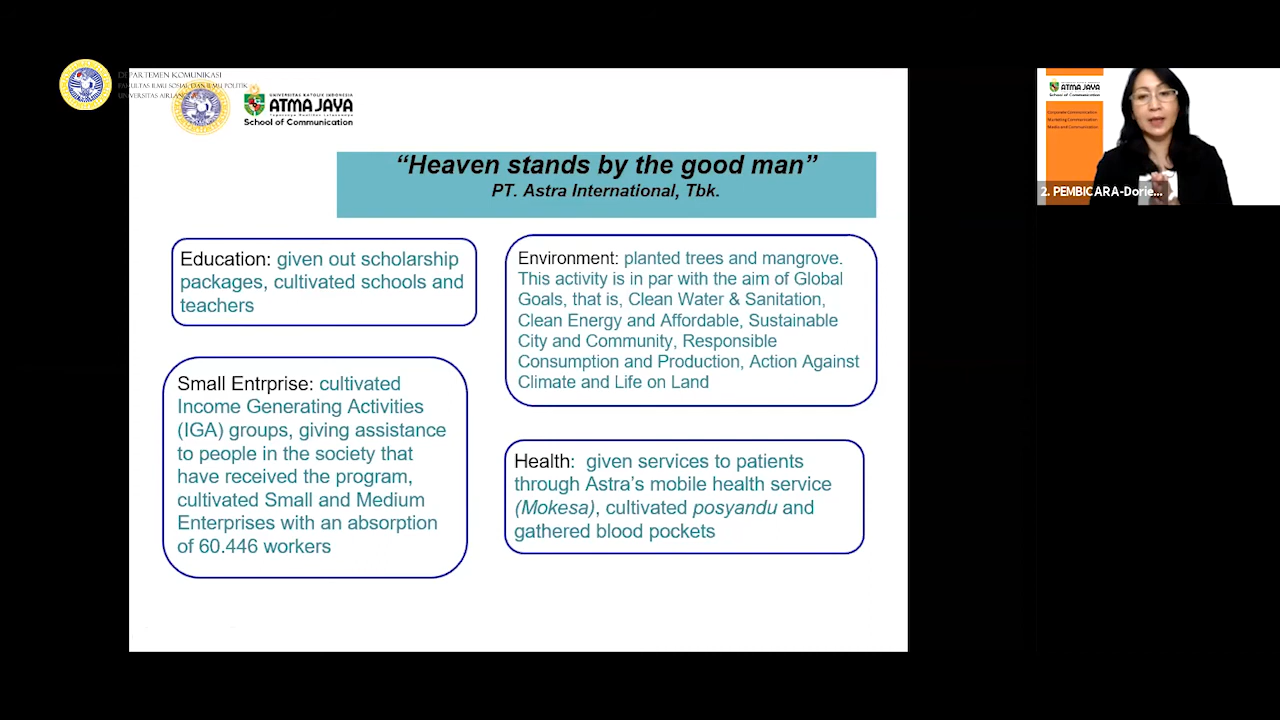 DEPARTEMEN KOMUNIKASI
FAKULTAS ILMU SOSIAL DAN ILMU POLITIK
UNIVERSITAS AIRLANGGA
UNIVERSITAS KATOLIK INDONESIA
ATMA JAYA
School of Communication
“Heaven stands by the good man”
PT. Astra International, Tbk.
Education: given out scholarship
packages, cultivated schools and
teachers
Small Entrprise: cultivated
Income Generating Activities
(IGA) groups, giving assistance
to people in the society that
have received the program,
cultivated Small and Medium
Enterprises with an absorption
of 60.446 workers
Environment: planted trees and mangrove.
This activity is in par with the aim of Global
Goals, that is, Clean Water & Sanitation,
Clean Energy and Affordable, Sustainable
City and Community, Responsible
Consumption and Production, Action Against
Climate and Life on Land
Health: given services to patients
through Astra’s mobile health service
(Mokesa), cultivated posyandu and
gathered blood pockets
ATMA JAYA
School of Communication
Corporate Communication
Marketing Communication
Media and Communication
2. PEMBICARA-Dorie...